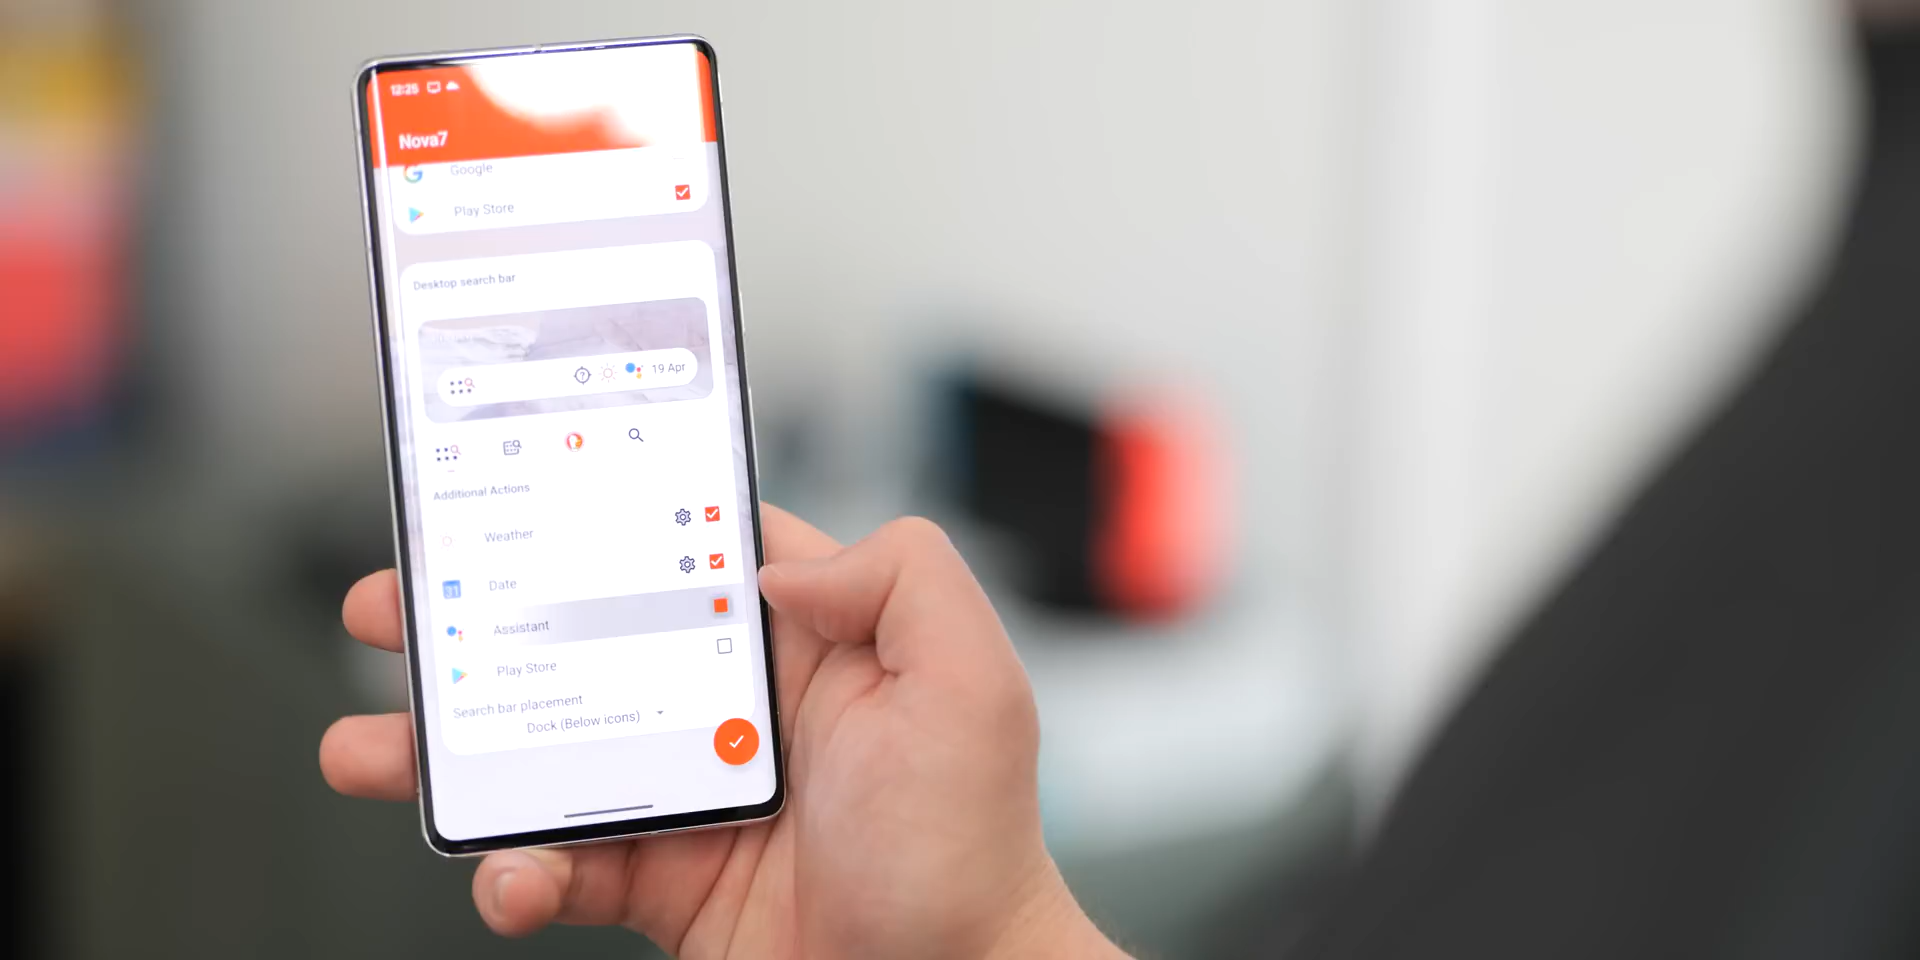 12:25
Nova7
Google
Play Store
Desktop search bar
19 Apr
Additional Actions
Weather
31
Date
Assistant
Play Store
Search bar placement
Dock (Below icons)